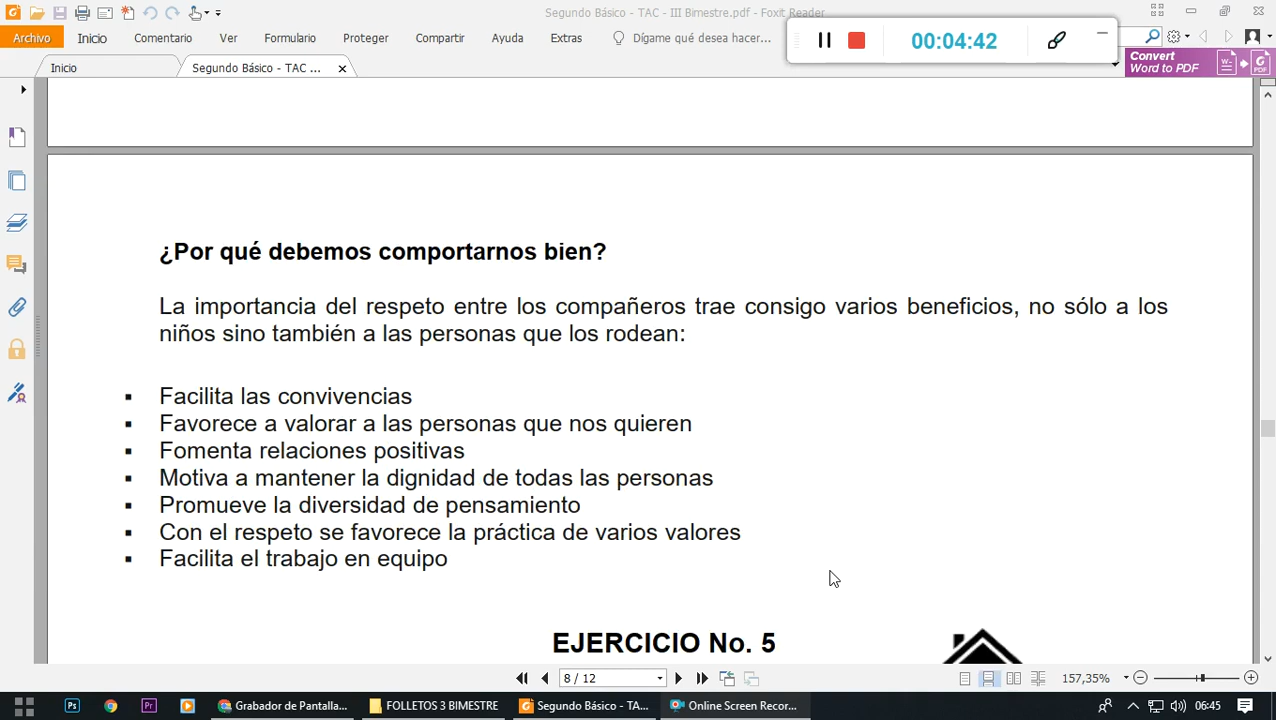 Segundo Básico - TAC - III Bimestre.pdf - Foxit Reader
Archivo Inicio Comentario Ver Formulario Proteger Compartir Ayuda Extras Dígame qué desea hacer...
00:04:42
Inicio Segundo Básico - TAC ...
Convert
Word to PDF
¿Por qué debemos comportarnos bien?
La importancia del respeto entre los compañeros trae consigo varios beneficios, no sólo a los
niños sino también a las personas que los rodean:
▪ Facilita las convivencias
▪ Favorece a valorar a las personas que nos quieren
▪ Fomenta relaciones positivas
▪ Motiva a mantener la dignidad de todas las personas
▪ Promueve la diversidad de pensamiento
▪ Con el respeto se favorece la práctica de varios valores
▪ Facilita el trabajo en equipo
EJERCICIO No. 5
8 / 12
157,35%
Ps Pr Grabador de Pantalla... FOLLETOS 3 BIMESTRE Segundo Básico - TA... Online Screen Recor... 06:45